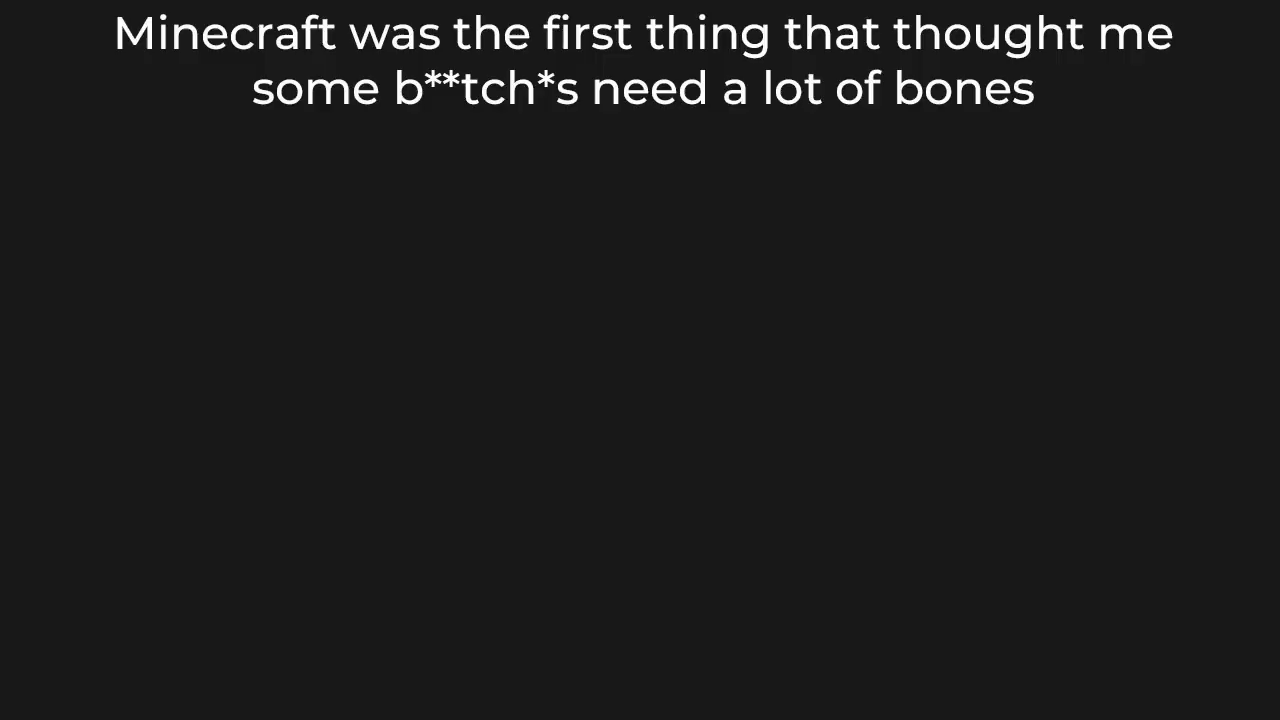 Minecraft was the first thing that thought me
some b**tch*s need a lot of bones